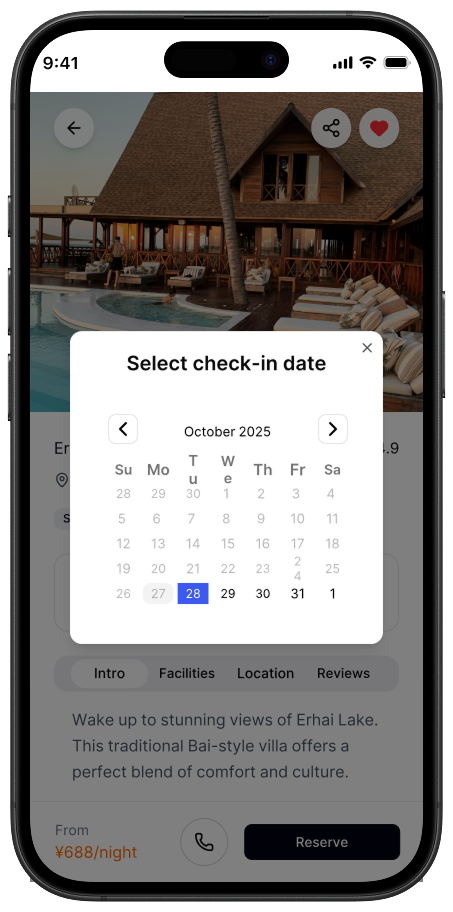 9:41
Select check-in date
October 2025
Su Mo Tu We Th Fr Sa
28 29 30 1 2 3 4
5 6 7 8 9 10 11
12 13 14 15 16 17 18
19 20 21 22 23 24 25
26 27 28 29 30 31 1
Er .9
S
Intro Facilities Location Reviews
Wake up to stunning views of Erhai Lake.
This traditional Bai-style villa offers a
perfect blend of comfort and culture.
From
¥688/night
Reserve